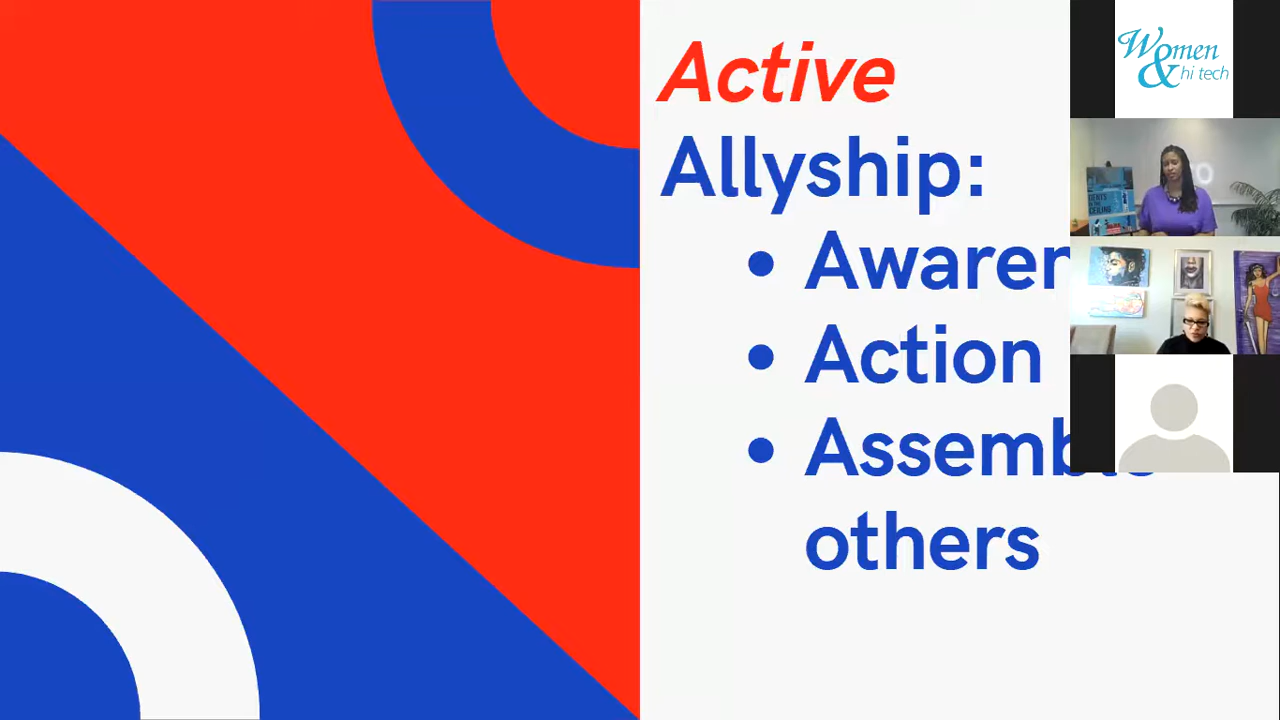 Active
Allyship:
• Action
others
Women
& hi tech